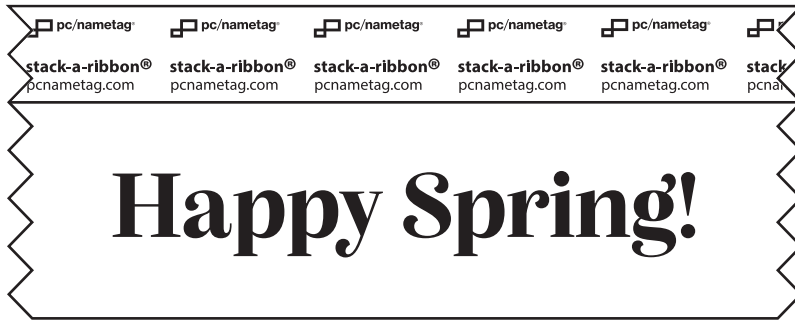 pc/nametag® pc/nametag® pc/nametag® pc/nametag® pc/nametag®
stack-a-ribbon® stack-a-ribbon® stack-a-ribbon® stack-a-ribbon® stack-a-ribbon® stack
pcnametag.com pcnametag.com pcnametag.com pcnametag.com pcnametag.com
Happy Spring!